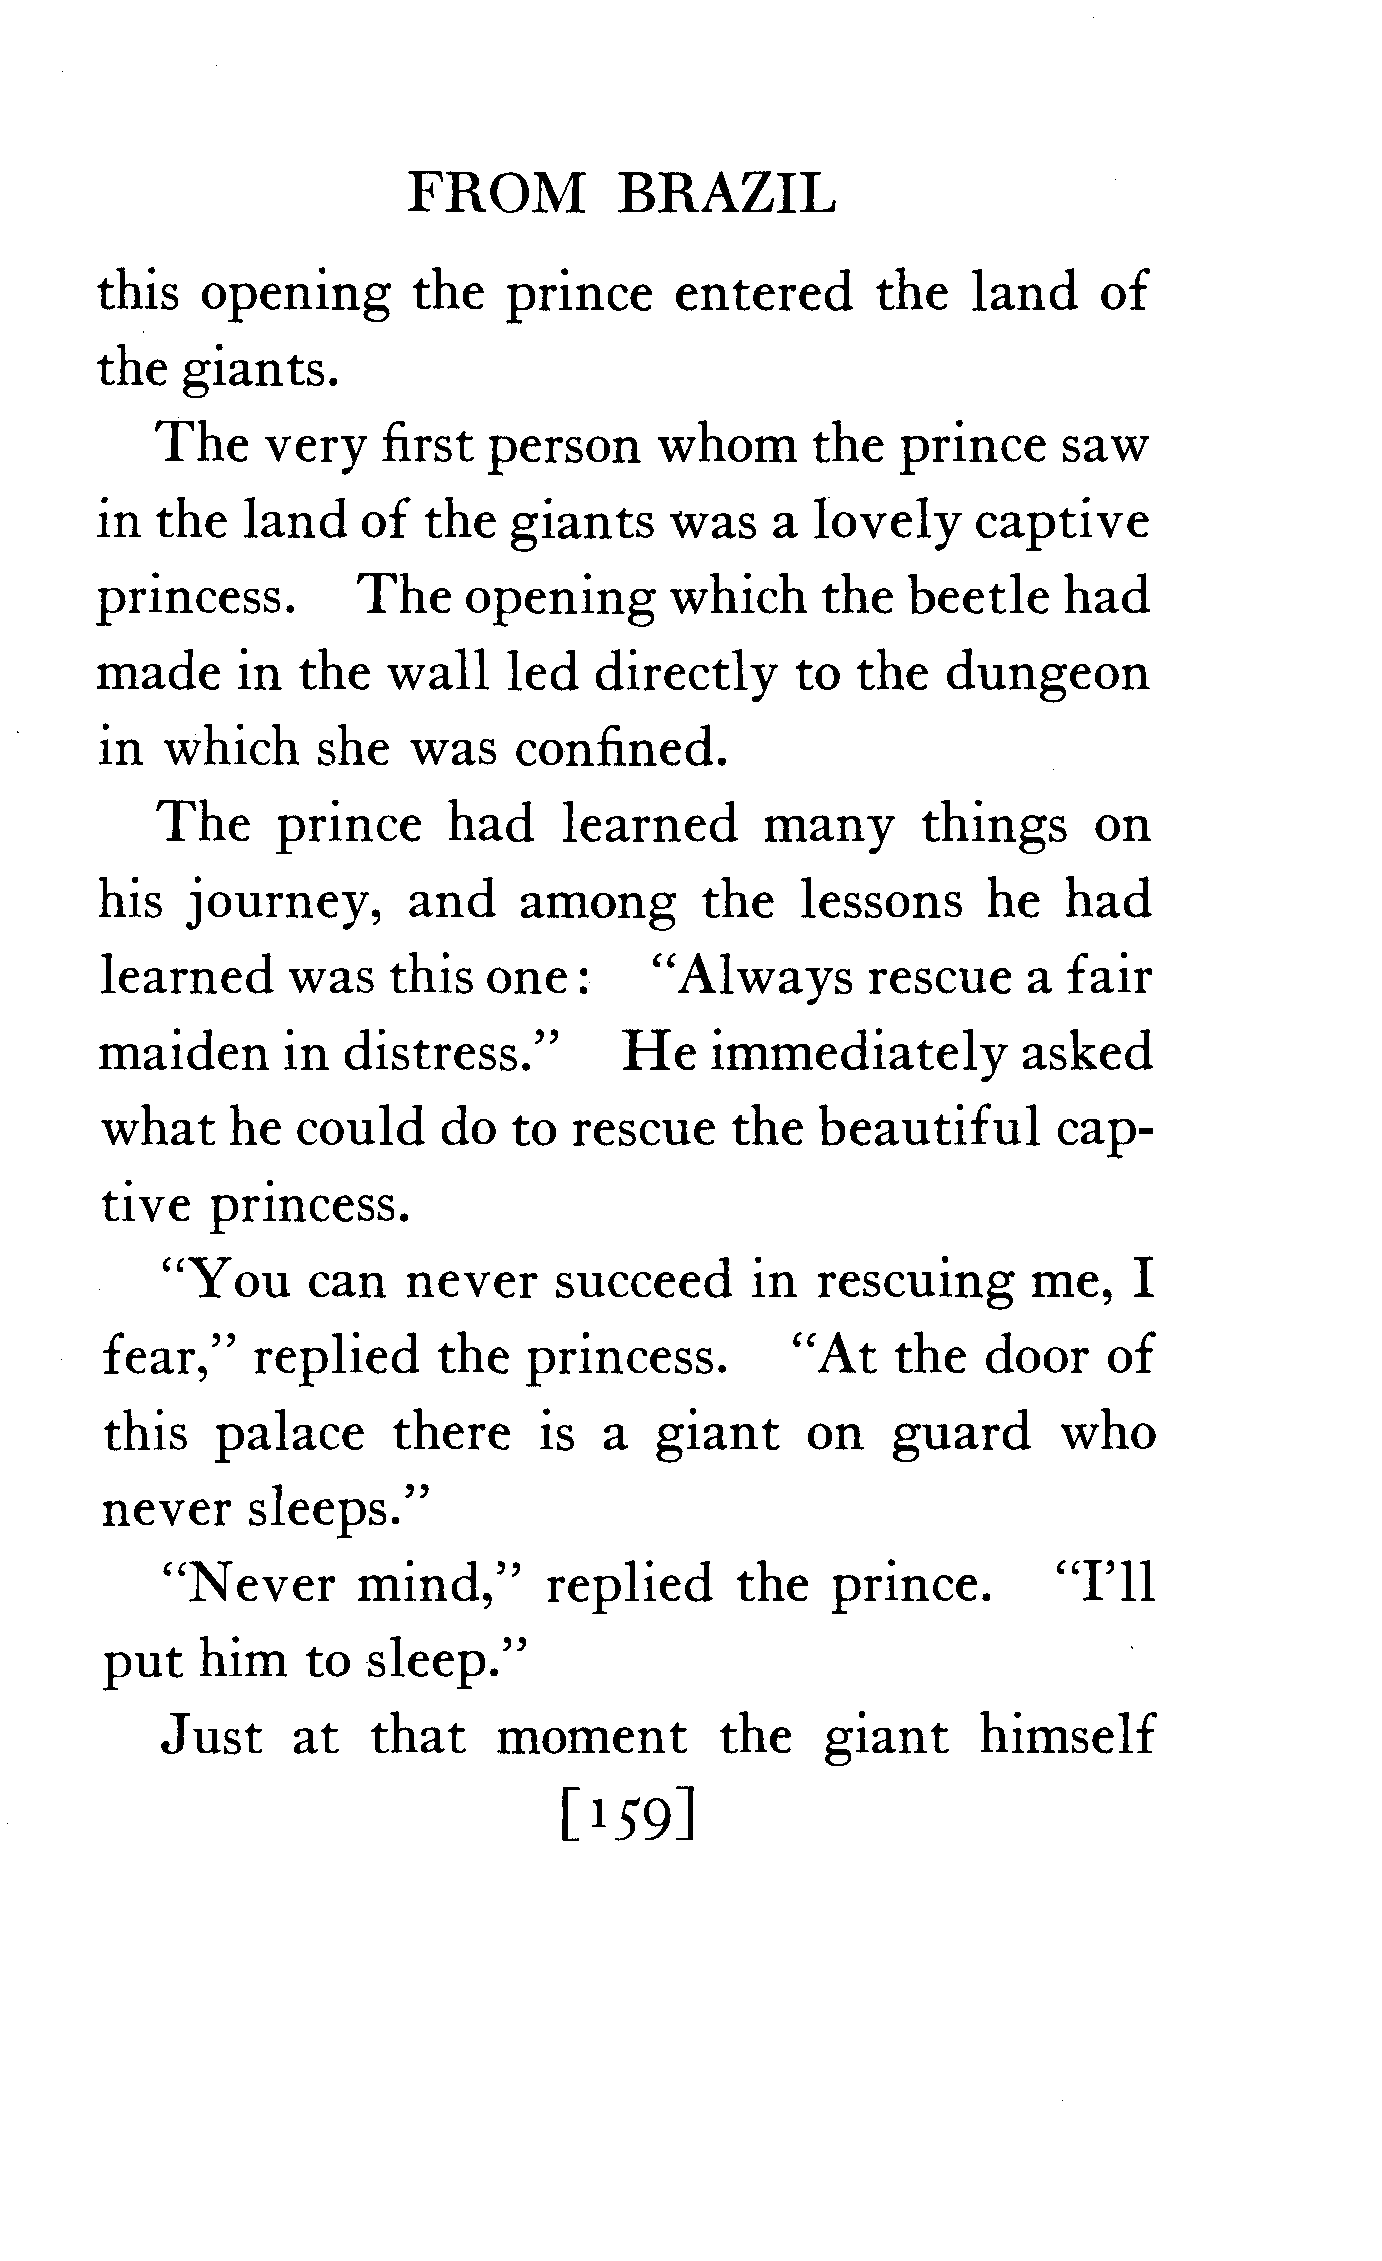 FROM BRAZIL
this opening the prince entered the land of
the giants.
The very first person whom the prince saw
in the land of the giants was a lovely captive
princess. The opening which the beetle had
made in the wall led directly to the dungeon
in which she was confined.
The prince had learned many things on
his journey, and among the lessons he had
learned was this one: "Always rescue a fair
maiden in distress." He immediately asked
what he could do to rescue the beautiful cap-
tive princess.
"You can never succeed in rescuing me, I
fear," replied the princess. "At the door of
this palace there is a giant on guard who
never sleeps."
"Never mind," replied the prince. "I'll
put him to sleep."
Just at that moment the giant himself
[159]